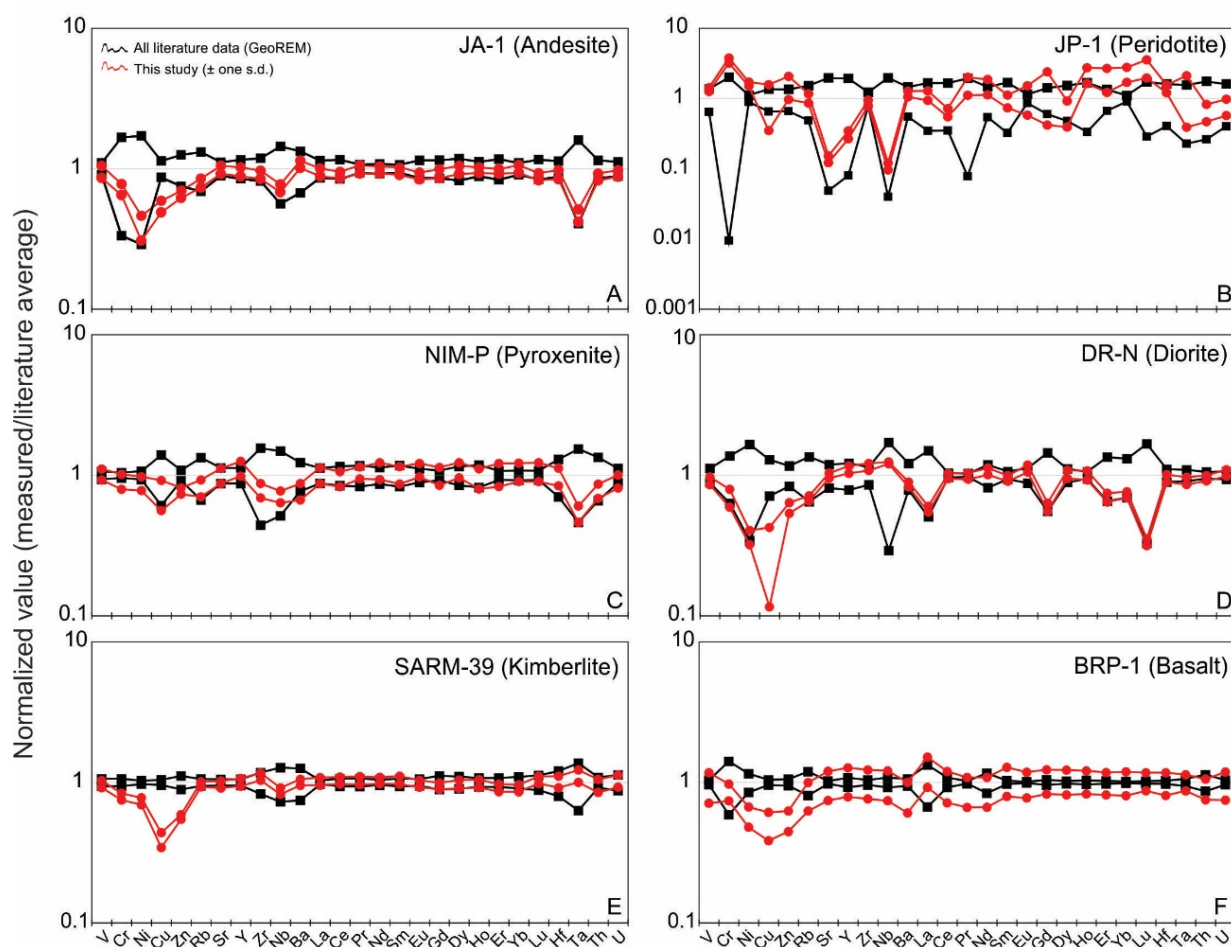 10
JA-1 (Andesite)
All literature data (GeoREM)
This study (± one s.d.)
1
0.1
A
10
JP-1 (Peridotite)
1
0.1
0.01
0.001
B
Normalized value (measured/literature average)
10
NIM-P (Pyroxenite)
1
0.1
C
10
DR-N (Diorite)
1
0.1
D
10
SARM-39 (Kimberlite)
1
0.1
E
10
BRP-1 (Basalt)
1
0.1
F
V Cr Ni Cu Zn Rb Sr Y Zr Nb Ba La Ce Pr Nd Sm Eu Gd Dy Ho Er Yb Lu Hf Ta Th U
V Cr Ni Cu Zn Rb Sr Y Zr Nb Ba La Ce Pr Nd Sm Eu Gd Dy Ho Er Yb Lu Hf Ta Th U